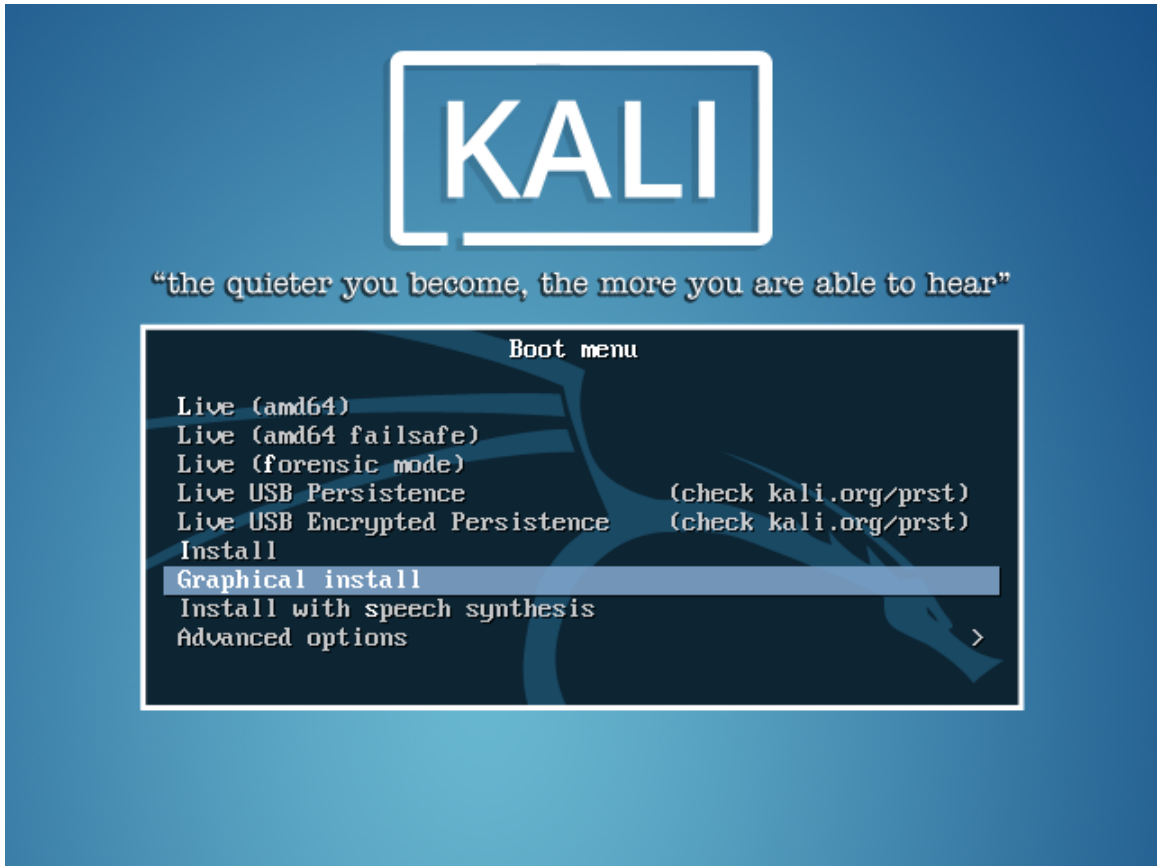 KALI
“the quieter you become, the more you are able to hear”
Boot menu
Live (amd64)
Live (amd64 failsafe)
Live (forensic mode)
Live USB Persistence (check kali.org/prst)
Live USB Encrypted Persistence (check kali.org/prst)
Install
Graphical install
Install with speech synthesis
Advanced options >